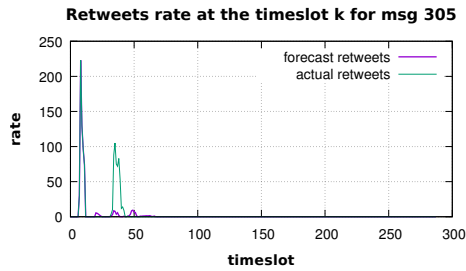 Retweets rate at the timeslot k for msg 305
250
200
150
100
50
0
rate
forecast retweets
actual retweets
0 50 100 150 200 250 300
timeslot